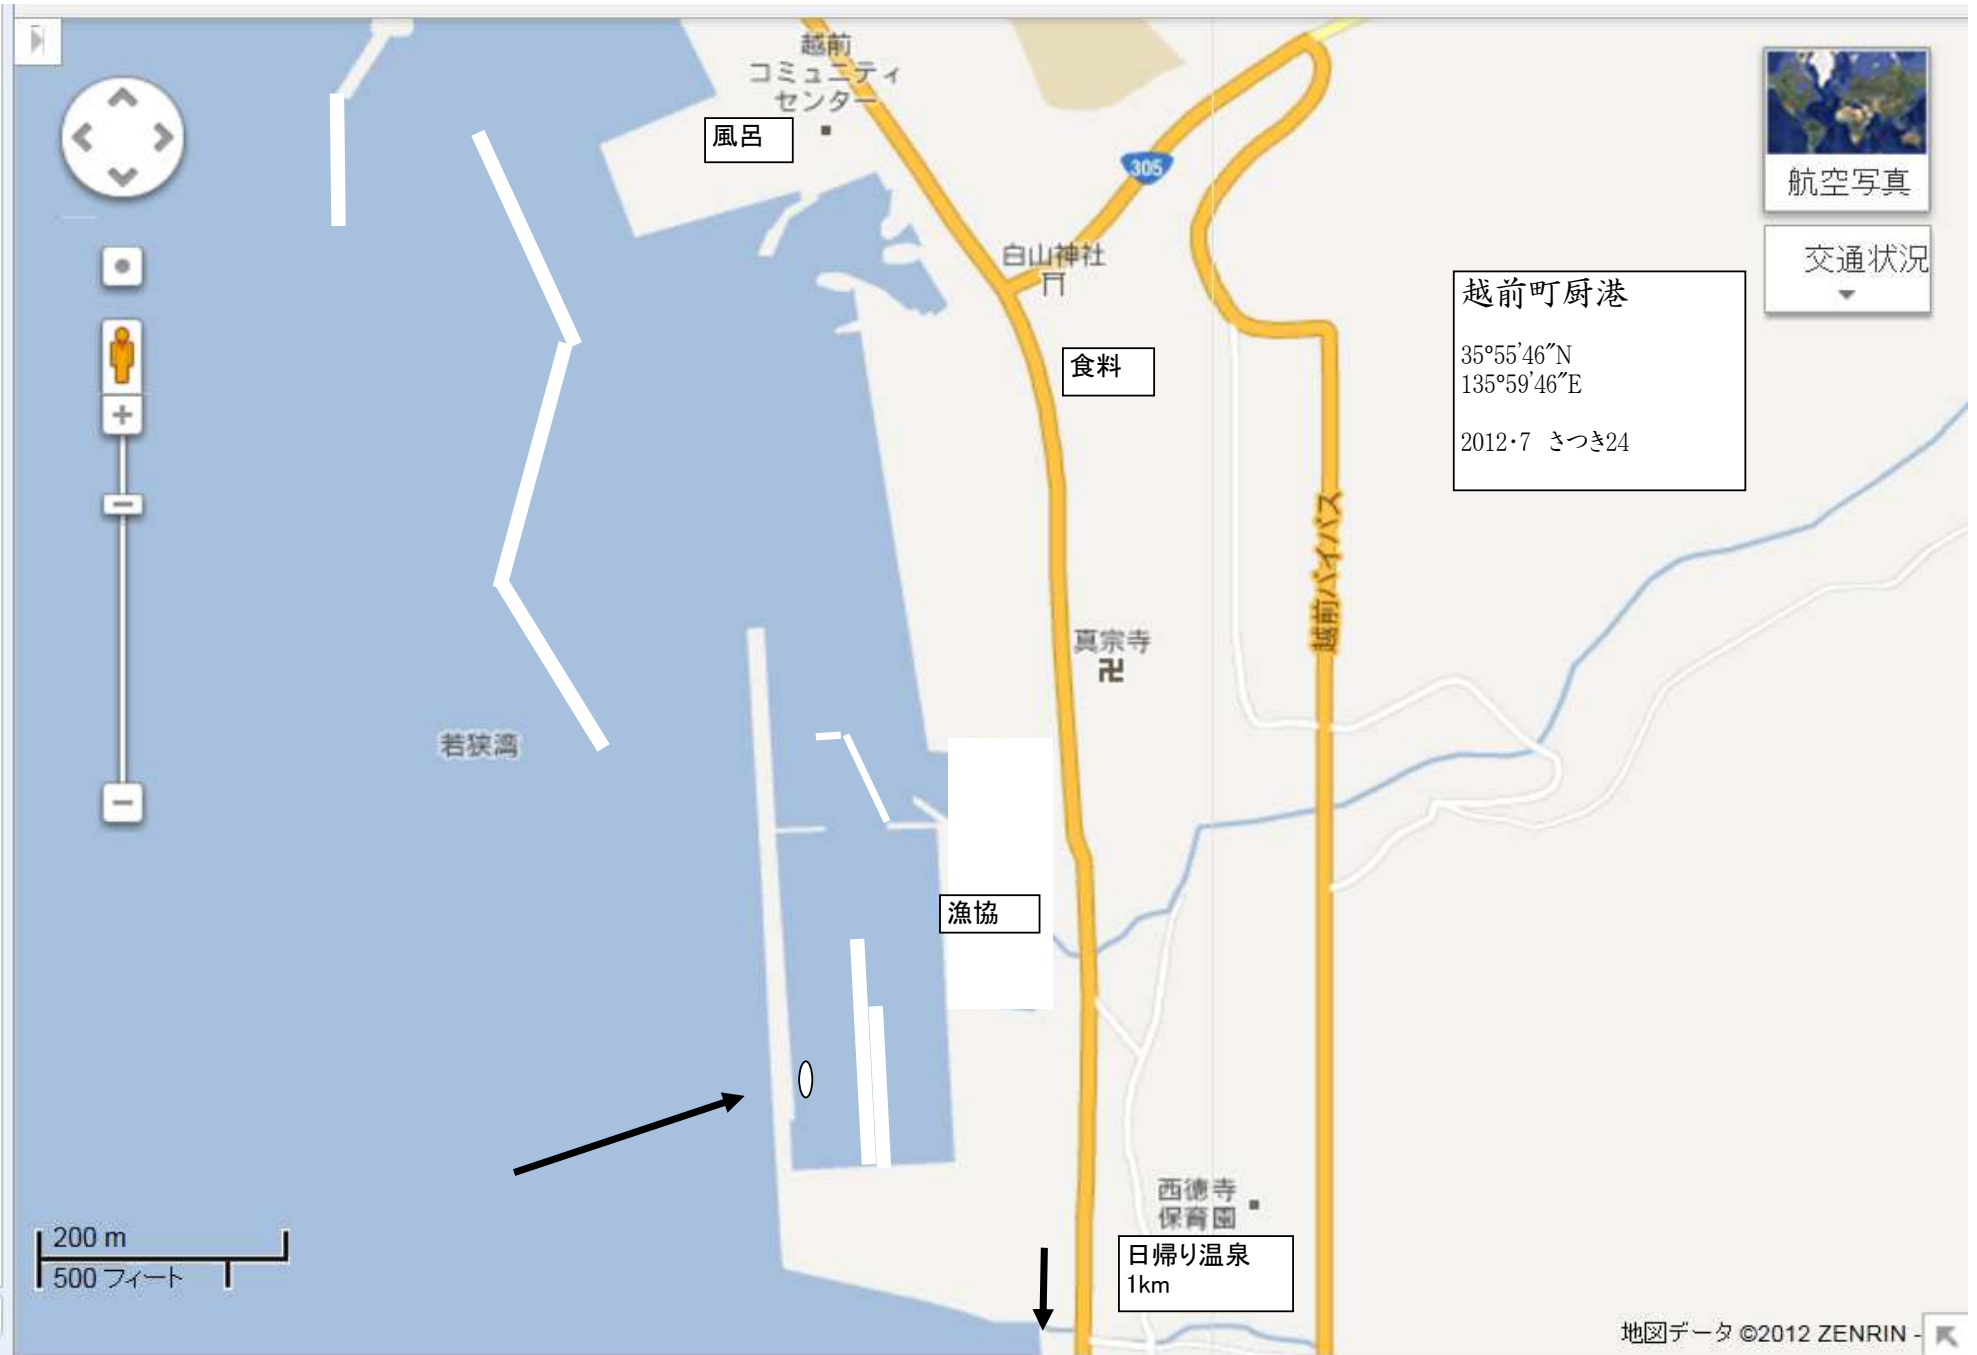 越前
コミュニティ
センター
風呂
305
航空写真
白山神社
交通状況
越前町厨港
35°55'46″N
135°59'46″E
2012・7 さつき24
食料
越前バイパス
真宗寺
若狭湾
漁協
西徳寺
保育園
日帰り温泉
1km
200 m
500 フィート
地図データ ©2012 ZENRIN -